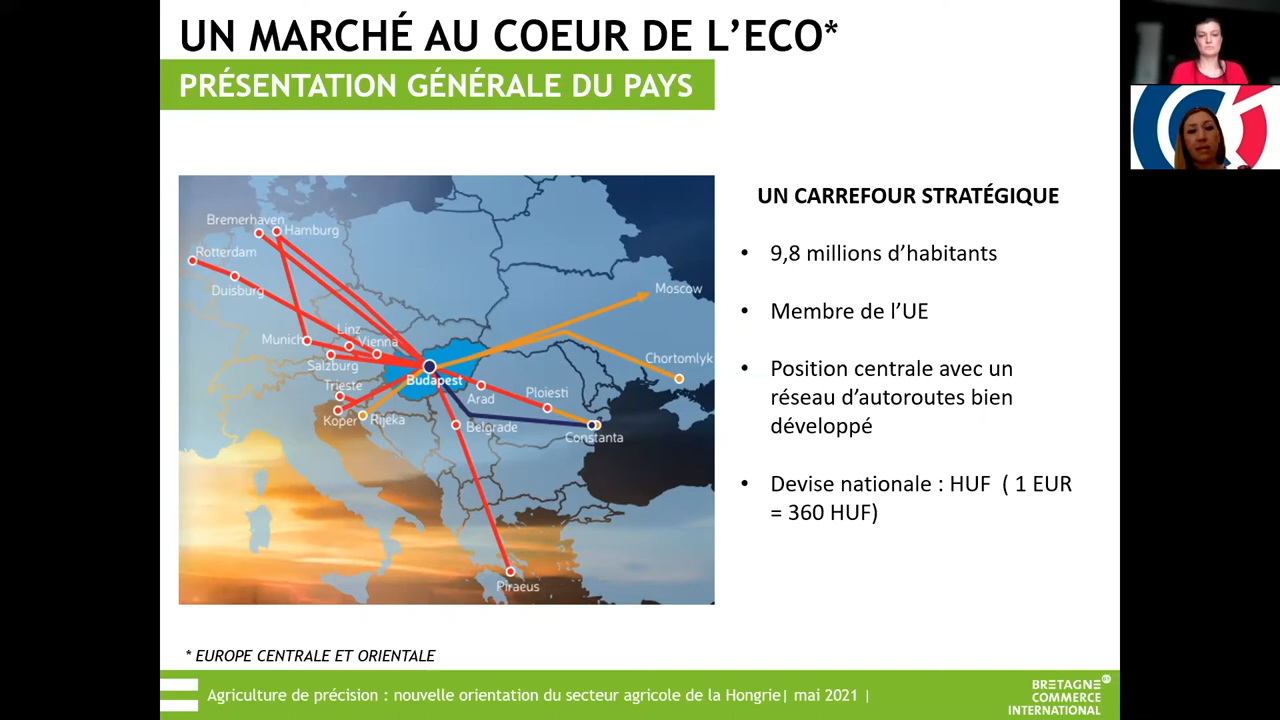 UN MARCHÉ AU COEUR DE L’ECO*
PRÉSENTATION GÉNÉRALE DU PAYS
Bremerhaven
Hamburg
Rotterdam
Duisburg
Moscow
Linz
Munich
Vienna
Salzburg
Chortomlyk
Budapest
Trieste
Arad
Ploiesti
Koper
Rijeka
Belgrade
Constanta
Piraeus
UN CARREFOUR STRATÉGIQUE
• 9,8 millions d’habitants
• Membre de l’UE
• Position centrale avec un
réseau d’autoroutes bien
développé
• Devise nationale : HUF ( 1 EUR
= 360 HUF)
* EUROPE CENTRALE ET ORIENTALE
Agriculture de précision : nouvelle orientation du secteur agricole de la Hongrie| mai 2021 |
BRETAGNE
COMMERCE
INTERNATIONAL